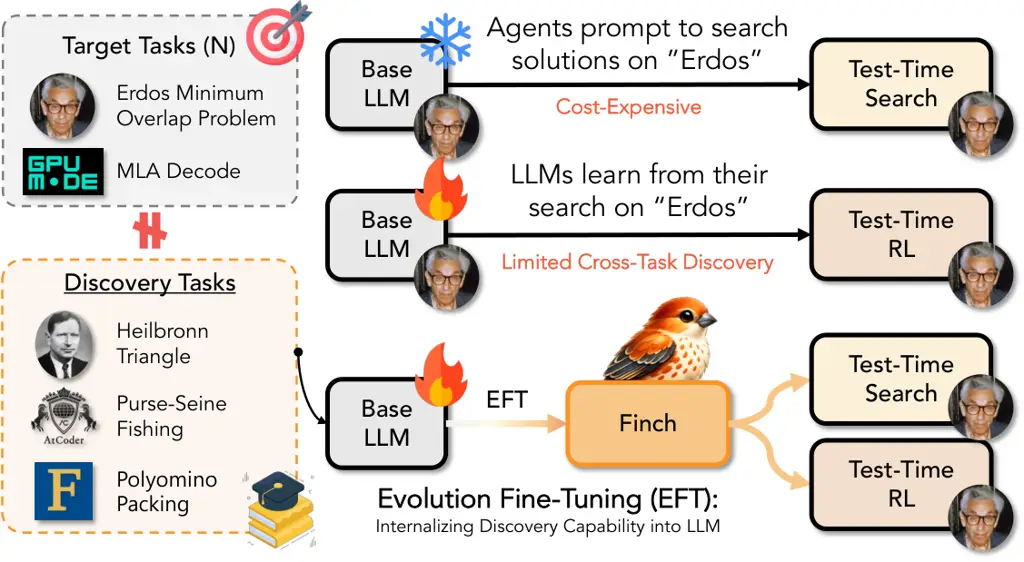 Target Tasks (N)
Erdos Minimum
Overlap Problem
GPU
MODE
MLA Decode
Discovery Tasks
Heilbronn
Triangle
AtCoder
Purse-Seine
Fishing
F
Polyomino
Packing
Base
LLM
Agents prompt to search
solutions on ”Erdos”
Cost-Expensive
Test-Time
Search
Base
LLM
LLMs learn from their
search on ”Erdos”
Limited Cross-Task Discovery
Test-Time
RL
Base
LLM
EFT
Finch
Test-Time
Search
Test-Time
RL
Evolution Fine-Tuning (EFT):
Internalizing Discovery Capability into LLM